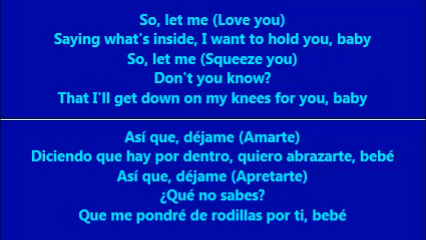 So, let me (Love you)
Saying what's inside, I want to hold you, baby
So, let me (Squeeze you)
Don't you know?
That I'll get down on my knees for you, baby
Así que, déjame (Amarte)
Diciendo que hay por dentro, quiero abrazarte, bebé
Así que, déjame (Apretarte)
¿Qué no sabes?
Que me pondré de rodillas por ti, bebé